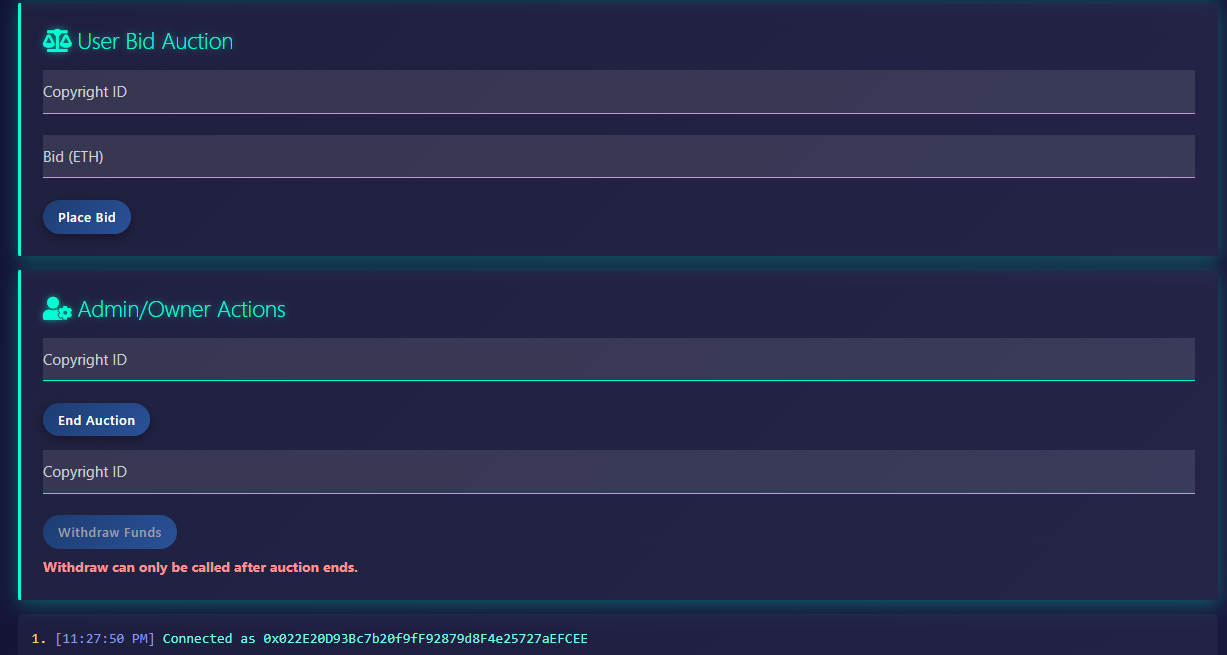 User Bid Auction
Copyright ID
Bid (ETH)
Place Bid
Admin/Owner Actions
Copyright ID
End Auction
Copyright ID
Withdraw Funds
Withdraw can only be called after auction ends.
1. [11:27:50 PM] Connected as 0x022E20D93Bc7b20f9fF92879d8F4e25727aEFCEE